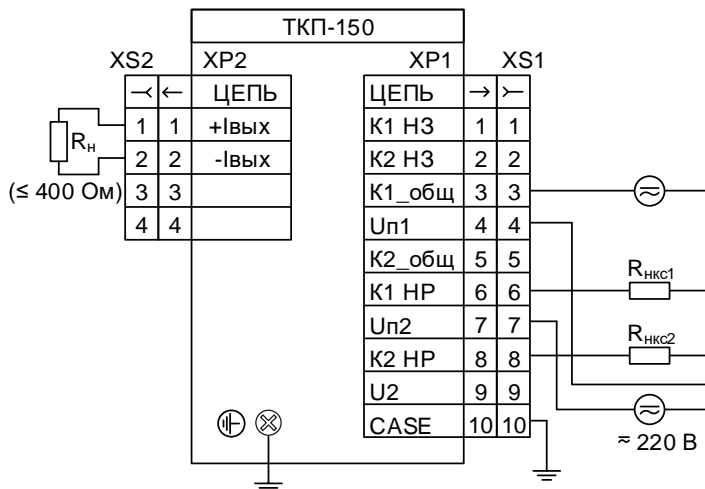 ТКП-150
XS2 XP2 XP1 XS1
ЦЕПЬ ЦЕПЬ
1 1 +Iвых К1 НЗ 1 1
2 2 -Iвых К2 НЗ 2 2
Rн
(≤ 400 Ом) 3 3 К1_общ 3 3
4 4 Uп1 4 4
К2_общ 5 5
К1 НР 6 6 Rнкс1
Uп2 7 7
К2 НР 8 8 Rнкс2
U2 9 9
CASE 10 10
≂ 220 В